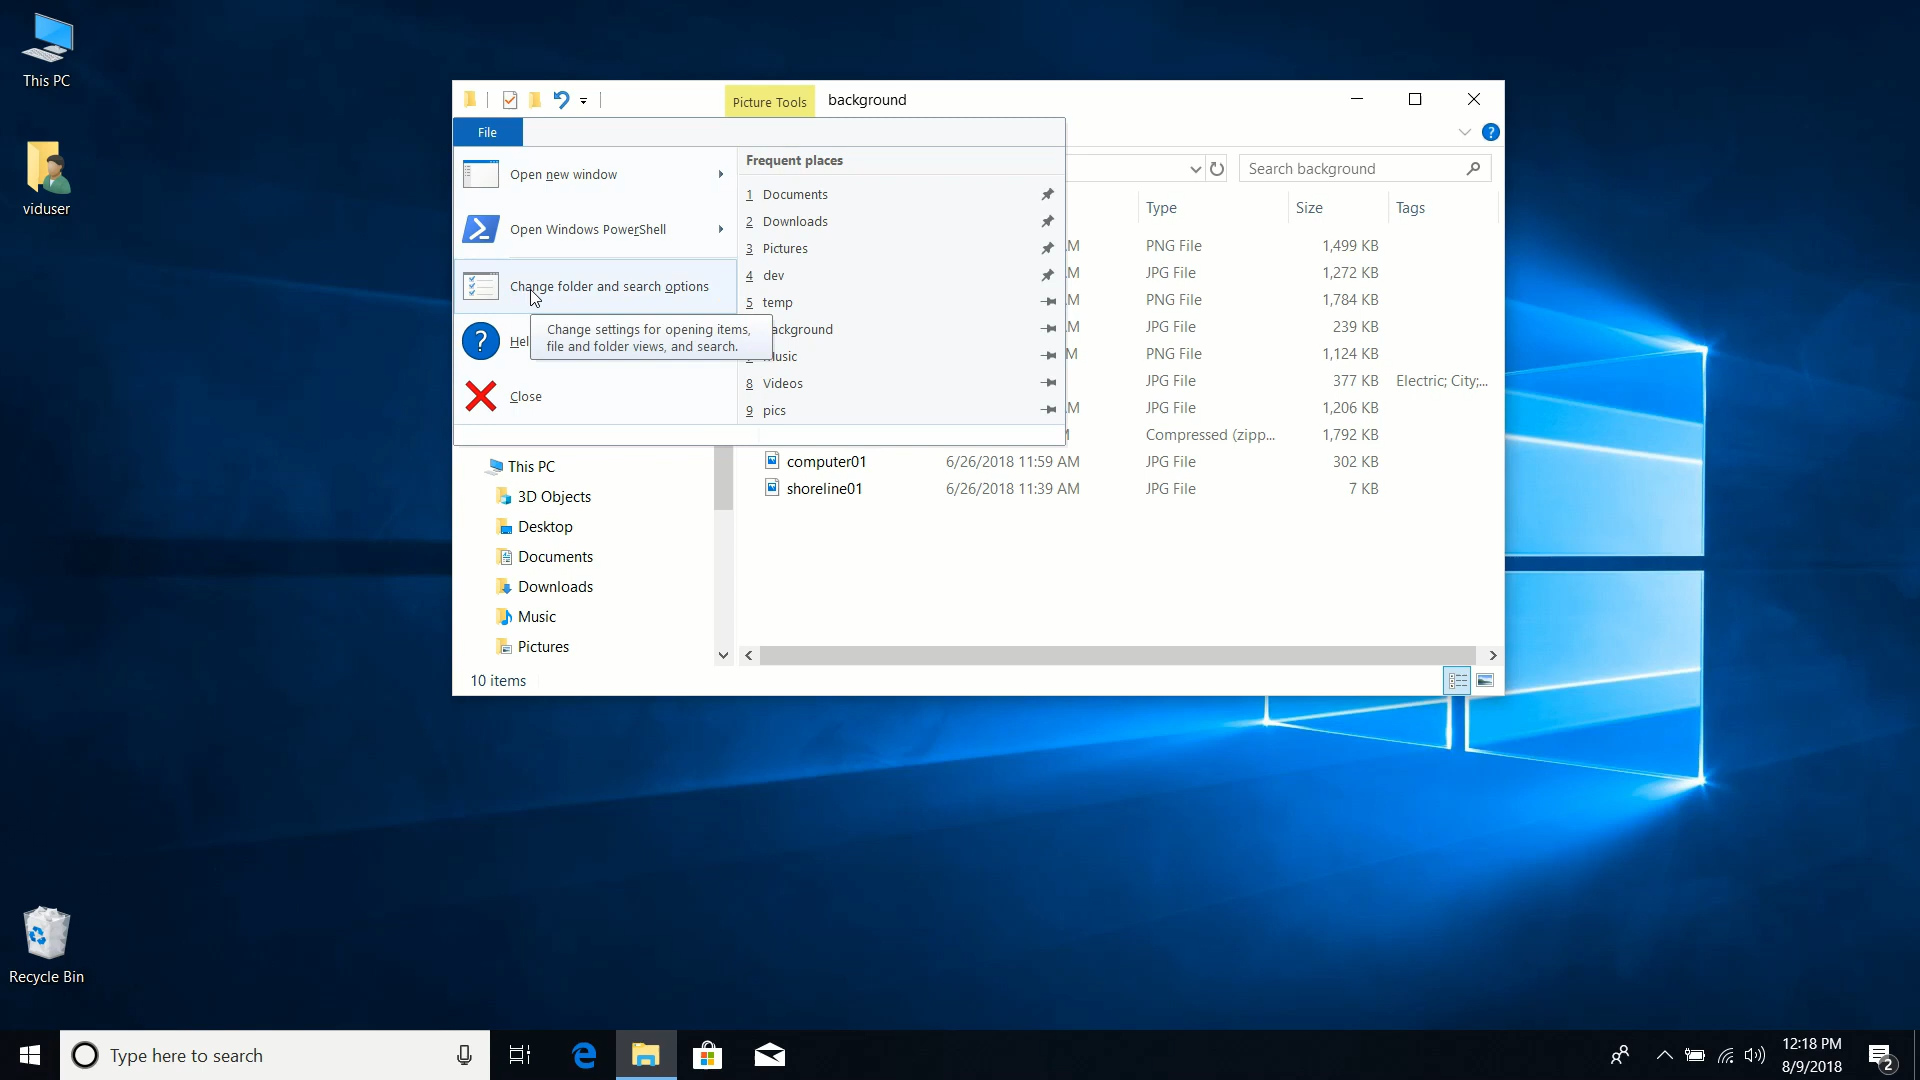 This PC
viduser
Recycle Bin
Picture Tools
background
File
?
Open new window
Open Windows PowerShell
Change folder and search options
Hel
Close
Change settings for opening items,
file and folder views, and search.
Frequent places
1 Documents
2 Downloads
3 Pictures
4 dev
5 temp
ackground
usic
8 Videos
9 pics
Search background
Type Size Tags
M PNG File 1,499 KB
M JPG File 1,272 KB
M PNG File 1,784 KB
M JPG File 239 KB
M PNG File 1,124 KB
JPG File 377 KB Electric; City;...
M JPG File 1,206 KB
Compressed (zipp... 1,792 KB
computer01 6/26/2018 11:59 AM JPG File 302 KB
shoreline01 6/26/2018 11:39 AM JPG File 7 KB
This PC
3D Objects
Desktop
Documents
Downloads
Music
Pictures
10 items
Type here to search
12:18 PM
8/9/2018
2